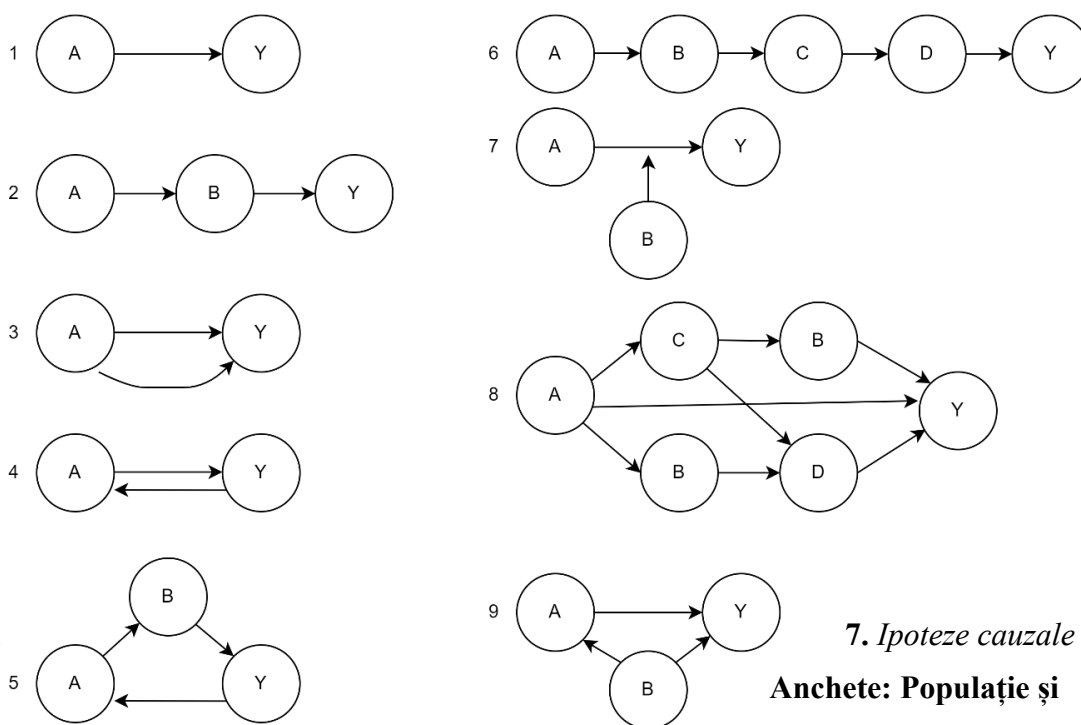 1 A Y
2 A B Y
3 A Y
4 A Y
B
5 A Y
6 A B C D Y
7 A Y
B
C B
8 A Y
B D
9 A Y
B
7. Ipoteze cauzale
Anchete: Populație și